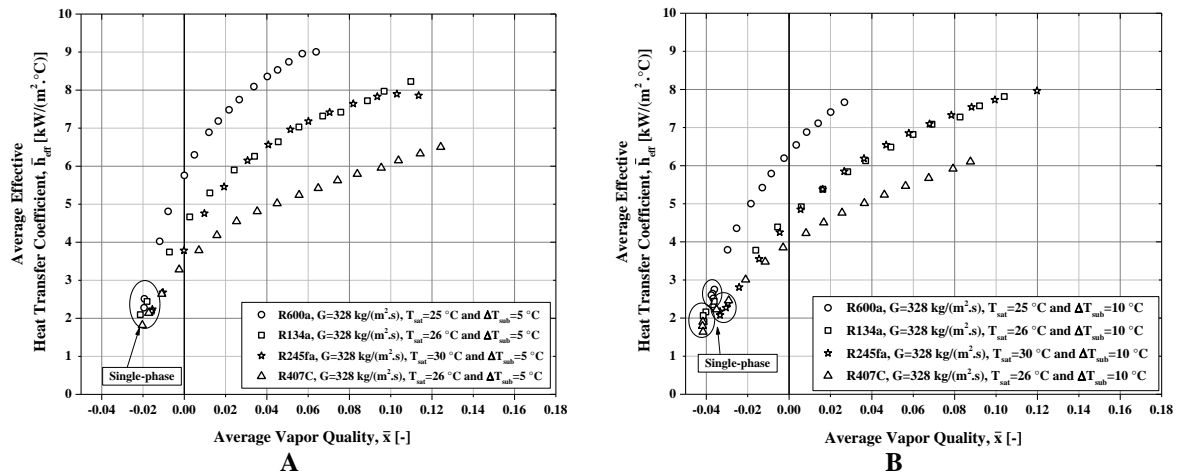 10
9
8
7
6
5
4
3
2
1
0
Average Effective
Heat Transfer Coefficient, h̄eff [kW/(m².°C)]
Single-phase
R600a, G=328 kg/(m².s), Tsat=25 °C and ΔTsub=5 °C
R134a, G=328 kg/(m².s), Tsat=26 °C and ΔTsub=5 °C
R245fa, G=328 kg/(m².s), Tsat=30 °C and ΔTsub=5 °C
R407C, G=328 kg/(m².s), Tsat=26 °C and ΔTsub=5 °C
-0.04 -0.02 0.00 0.02 0.04 0.06 0.08 0.10 0.12 0.14 0.16 0.18
Average Vapor Quality, x̄ [-]
A
10
9
8
7
6
5
4
3
2
1
0
Average Effective
Heat Transfer Coefficient, h̄eff [kW/(m².°C)]
Single-phase
R600a, G=328 kg/(m².s), Tsat=25 °C and ΔTsub=10 °C
R134a, G=328 kg/(m².s), Tsat=26 °C and ΔTsub=10 °C
R245fa, G=328 kg/(m².s), Tsat=30 °C and ΔTsub=10 °C
R407C, G=328 kg/(m².s), Tsat=26 °C and ΔTsub=10 °C
-0.04 -0.02 0.00 0.02 0.04 0.06 0.08 0.10 0.12 0.14 0.16 0.18
Average Vapor Quality, x̄ [-]
B